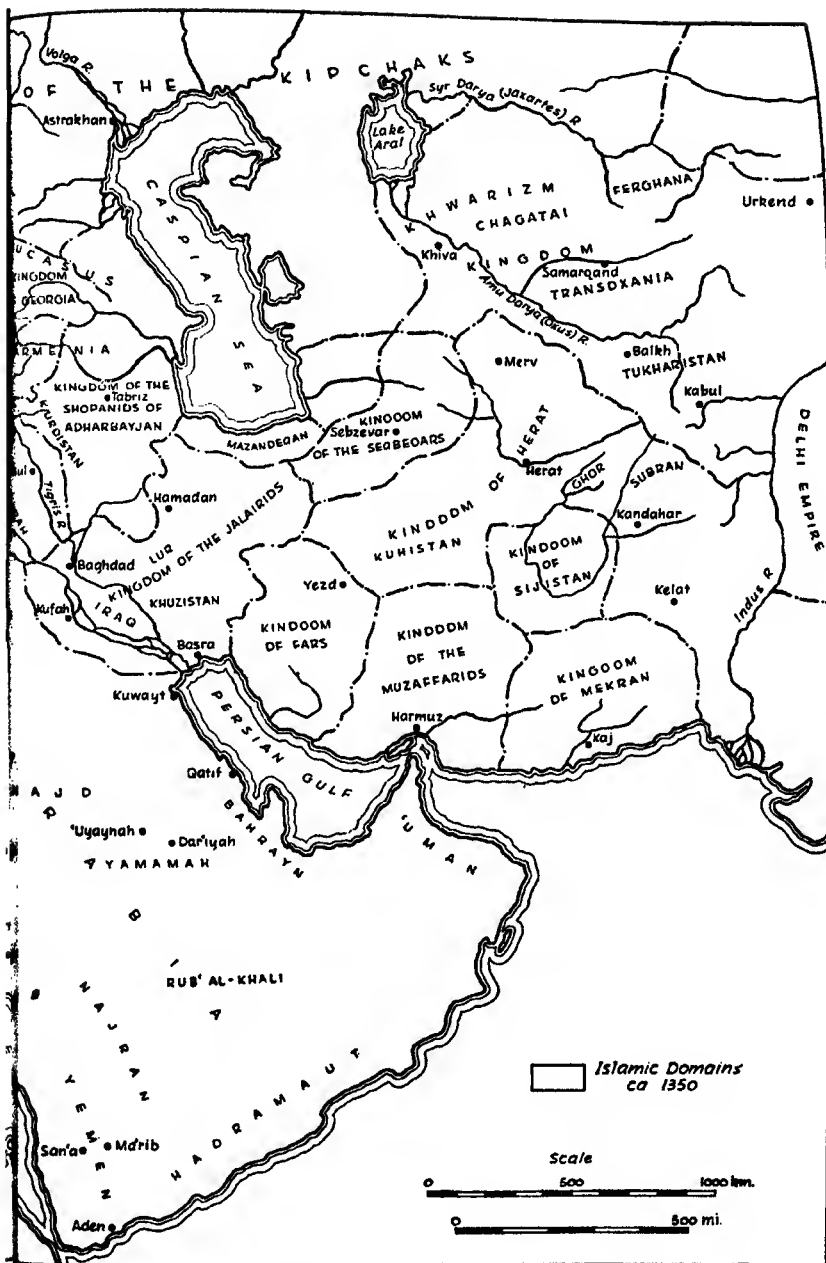 Volga R.
OF THE KIPCHAKS
Astrakhan
Lake
Aral
Syr Darya (Jaxartes) R
CASPIAN SEA
KHWARIZM
CHAGATAI
KINGDOM
FERGHANA
Urkend
Khiva
Samarqand
TRANSOXANIA
Amu Darya (Oxus) R.
UCASUS
KINGDOM
GEORGIA
ARMENIA
KINGDOM OF THE
Tabriz
SHOPANIDS OF
ADHARBAYJAN
KURDISTAN
Tigris R
MAZANDERAN
Sebzevar
KINGDOM
OF THE SEABEOARS
Merv
Balkh
TUKHARISTAN
Kabul
DELHI EMPIRE
Hamadan
LUR
KINGDOM OF THE JALAIRIDS
Baghdad
IRAQ
Kufah
KHUZISTAN
Basra
Kuwayt
Yezd
KINGDOM
OF FARS
KINGDOM OF HERAT
Herat
KUHISTAN
GHOR
SUBRAN
Kandahar
KINGDOM
OF
SIJISTAN
Kelat
Indus R
KINGDOM
OF THE
MUZAFFARIDS
KINGDOM
OF MEKRAN
Harmuz
Kaj
PERSIAN GULF
Qatif
BAHRAYN
'UMAN
NAJD
'Uyaynah
Dar'iyah
YAMAMAH
ARABIA
RUB' AL-KHALI
NAJRAN
YEMEN
San'a
Ma'rib
HADRAMAUT
Aden
Islamic Domains
ca 1350
Scale
0 500 1000 km.
0 500 mi.